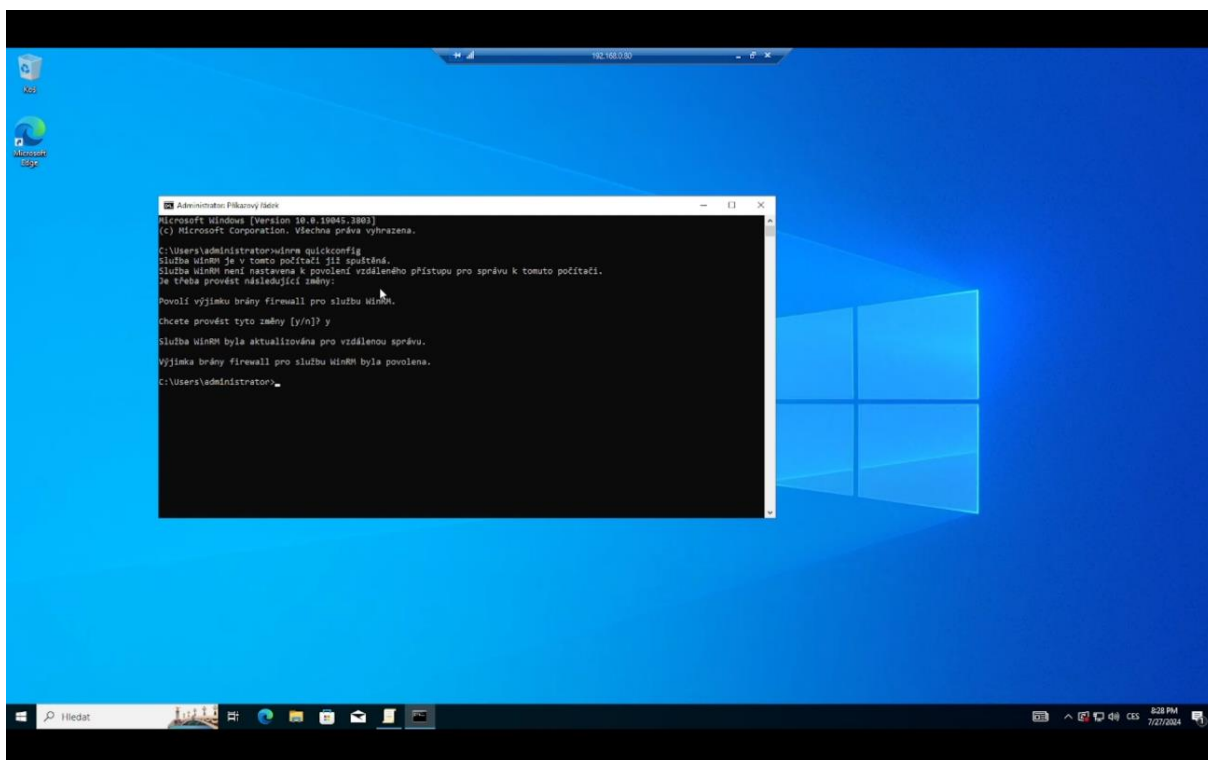 192.168.0.80
Koš
Microsoft
Edge
Administrator: Příkazový řádek
Microsoft Windows [Version 10.0.19045.3803]
(c) Microsoft Corporation. Všechna práva vyhrazena.
C:\Users\administrator>winrm quickconfig
Služba WinRM je v tomto počítači již spuštěná.
Služba WinRM není nastavena k povolení vzdáleného přístupu pro správu k tomuto počítači.
Je třeba provést následující změny:
Povolí výjimku brány firewall pro službu WinRM.
Chcete provést tyto změny [y/n]? y
Služba WinRM byla aktualizována pro vzdálenou správu.
Výjimka brány firewall pro službu WinRM byla povolena.
C:\Users\administrator>
Hledat
CES
8:28 PM
7/27/2024